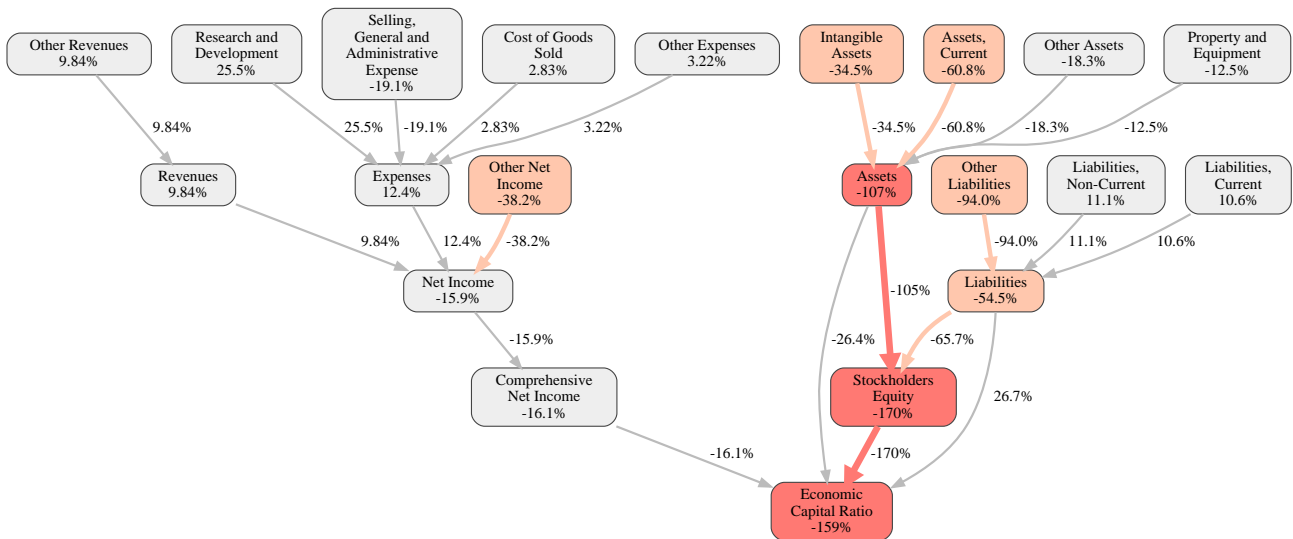 Other Revenues
9.84%
Research and
Development
25.5%
Selling,
General and
Administrative
Expense
-19.1%
Cost of Goods
Sold
2.83%
Other Expenses
3.22%
Intangible
Assets
-34.5%
Assets,
Current
-60.8%
Other Assets
-18.3%
Property and
Equipment
-12.5%
9.84%
25.5%
-19.1%
2.83%
3.22%
-34.5%
-60.8%
-18.3%
-12.5%
Revenues
9.84%
Expenses
12.4%
Other Net
Income
-38.2%
Assets
-107%
Other
Liabilities
-94.0%
Liabilities,
Non-Current
11.1%
Liabilities,
Current
10.6%
9.84%
12.4%
-38.2%
-94.0%
11.1%
10.6%
Net Income
-15.9%
-105%
Liabilities
-54.5%
-15.9%
-26.4%
-65.7%
Comprehensive
Net Income
-16.1%
Stockholders
Equity
-170%
26.7%
-16.1%
-170%
Economic
Capital Ratio
-159%